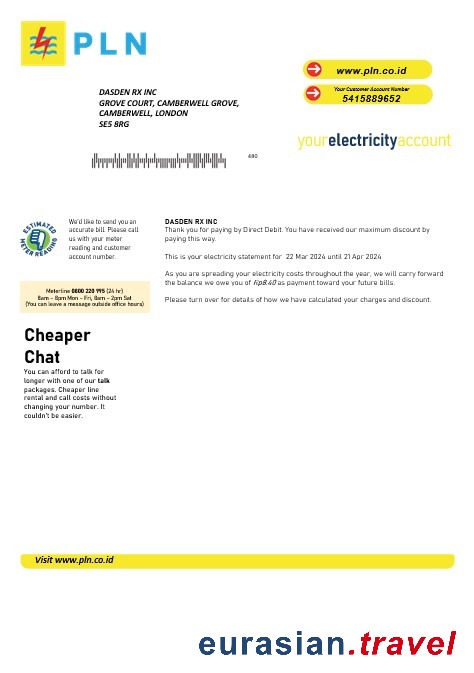 PLN
www.pln.co.id
Your Customer Account Number
5415889652
DASDEN RX INC
GROVE COURT, CAMBERWELL GROVE,
CAMBERWELL, LONDON
SE5 8RG
yourelectricityaccount
480
ESTIMATED
METER READING
We'd like to send you an
accurate bill. Please call
us with your meter
reading and customer
account number.
Meterline 0800 220 995 (24 hr)
8am – 8pm Mon – Fri, 8am – 2pm Sat
(You can leave a message outside office hours)
DASDEN RX INC
Thank you for paying by Direct Debit. You have received our maximum discount by
paying this way.
This is your electricity statement for 22 Mar 2024 until 21 Apr 2024
As you are spreading your electricity costs throughout the year, we will carry forward
the balance we owe you of Rp8.40 as payment toward your future bills.
Please turn over for details of how we have calculated your charges and discount.
Cheaper
Chat
You can afford to talk for
longer with one of our talk
packages. Cheaper line
rental and call costs without
changing your number. It
couldn't be easier.
Visit www.pln.co.id
eurasian.travel